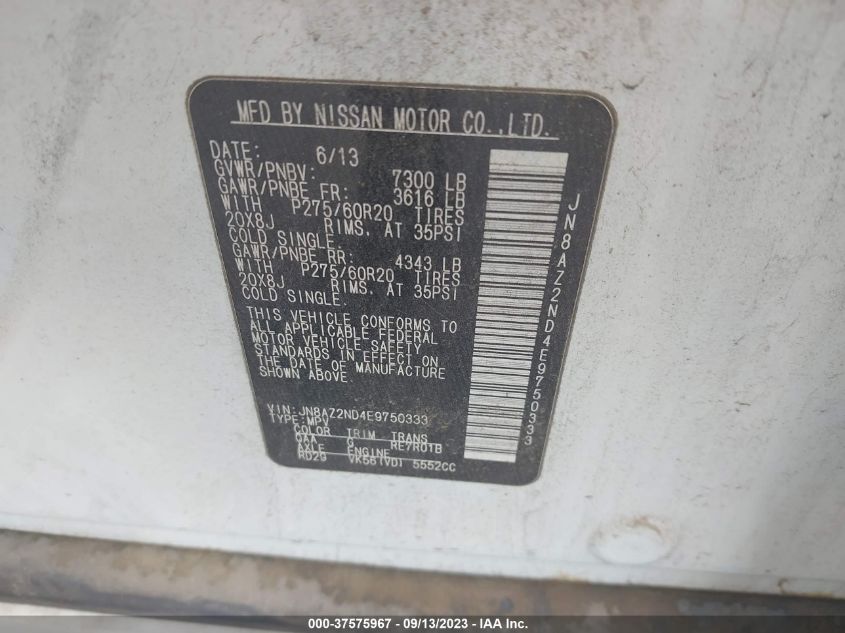 MFD BY NISSAN MOTOR CO.,LTD.
DATE: 6/13
GVWR/PNBV: 7300 LB
GAWR/PNBE FR: 3616 LB
WITH P275/60R20 TIRES
20X8J RIMS. AT 35PSI
COLD SINGLE.
GAWR/PNBE RR: 4343 LB
WITH P275/60R20 TIRES
20X8J RIMS. AT 35PSI
COLD SINGLE.
THIS VEHICLE CONFORMS TO
ALL APPLICABLE FEDERAL
MOTOR VEHICLE SAFETY
STANDARDS IN EFFECT ON
THE DATE OF MANUFACTURE
SHOWN ABOVE.
VIN: JN8AZ2ND4E9750333
TYPE: MPV
COLOR TRIM TRANS
QAA G RE7R01B
AXLE ENGINE
RD29 VK56(VD) 5552CC
JN8AZ2ND4E9750333
000-37575967 - 09/13/2023 - IAA Inc.